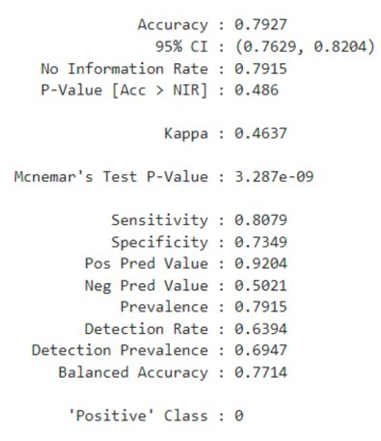 Accuracy : 0.7927
95% CI : (0.7629, 0.8204)
No Information Rate : 0.7915
P-Value [Acc > NIR] : 0.486
Kappa : 0.4637
Mcnemar's Test P-Value : 3.287e-09
Sensitivity : 0.8079
Specificity : 0.7349
Pos Pred Value : 0.9204
Neg Pred Value : 0.5021
Prevalence : 0.7915
Detection Rate : 0.6394
Detection Prevalence : 0.6947
Balanced Accuracy : 0.7714
'Positive' Class : 0